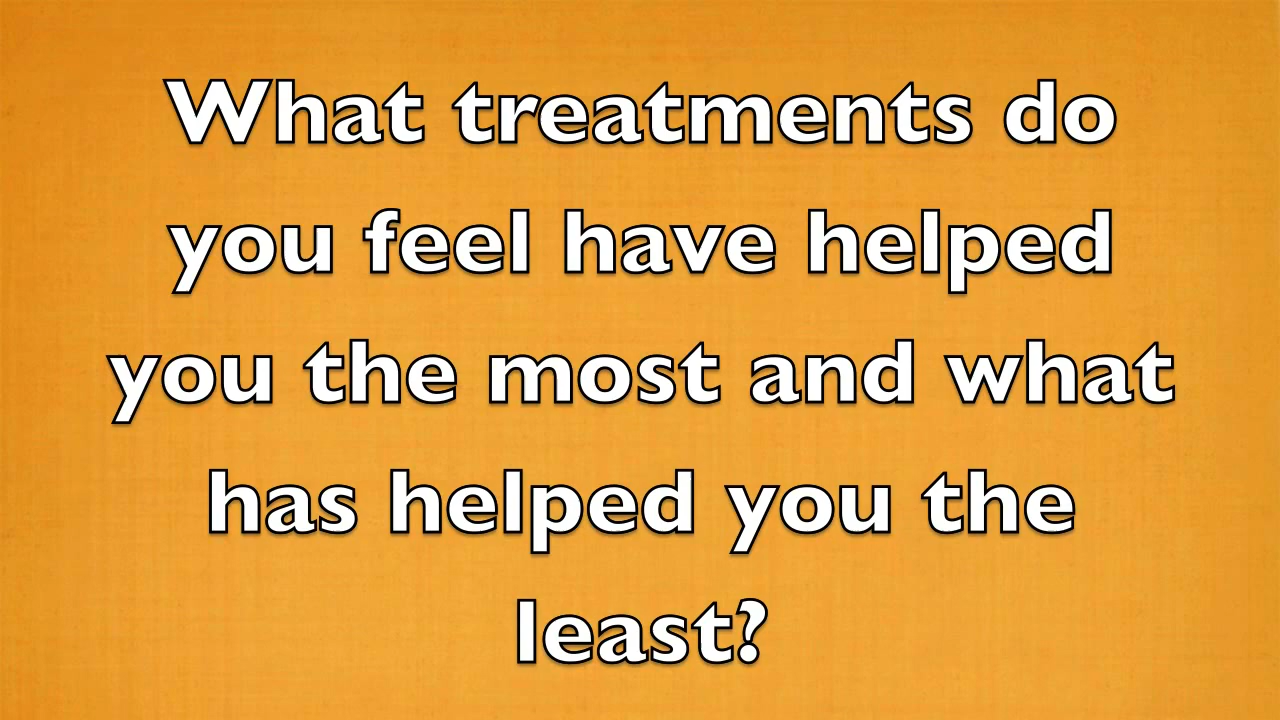 What treatments do
you feel have helped
you the most and what
has helped you the
least?